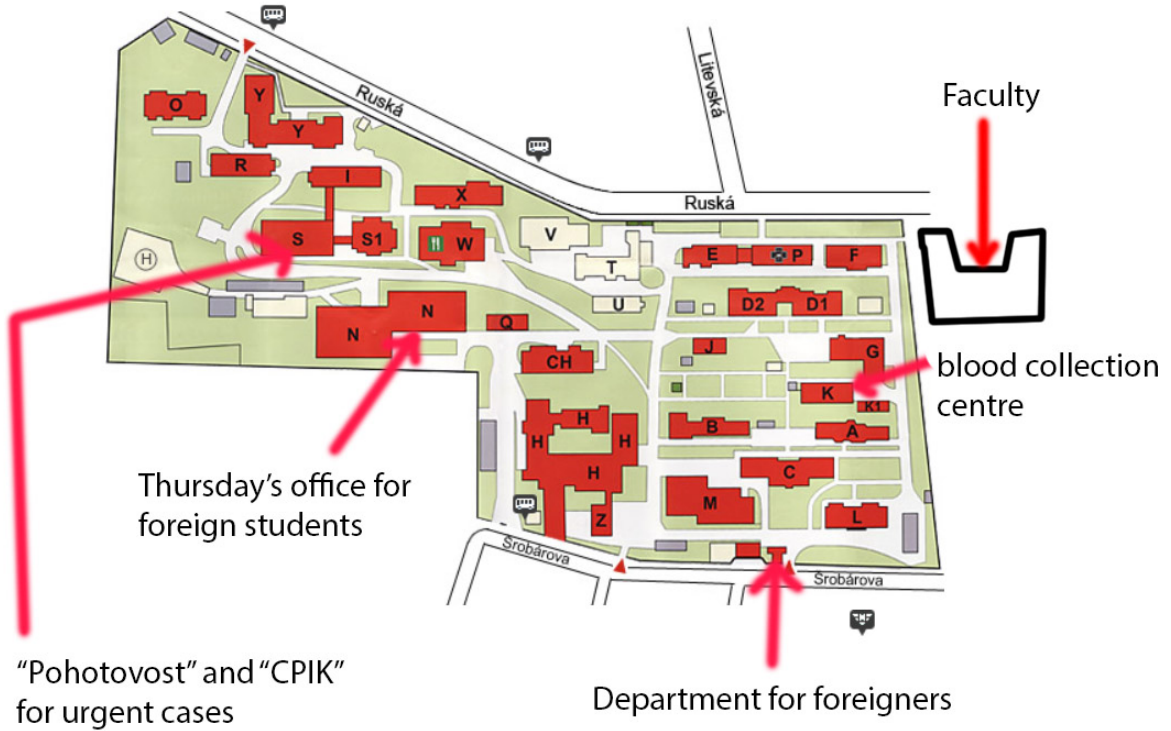 Ruská
Litevská
Faculty
O
Y
Y
R
I
X
Ruská
S
S1
W
V
T
E
P
F
H
U
D2
D1
N
N
Q
J
G
CH
K
K1
blood collection
centre
H
H
H
H
B
A
C
M
Z
L
Thursday's office for
foreign students
Šrobárova
Šrobárova
"Pohotovost" and "CPIK"
for urgent cases
Department for foreigners